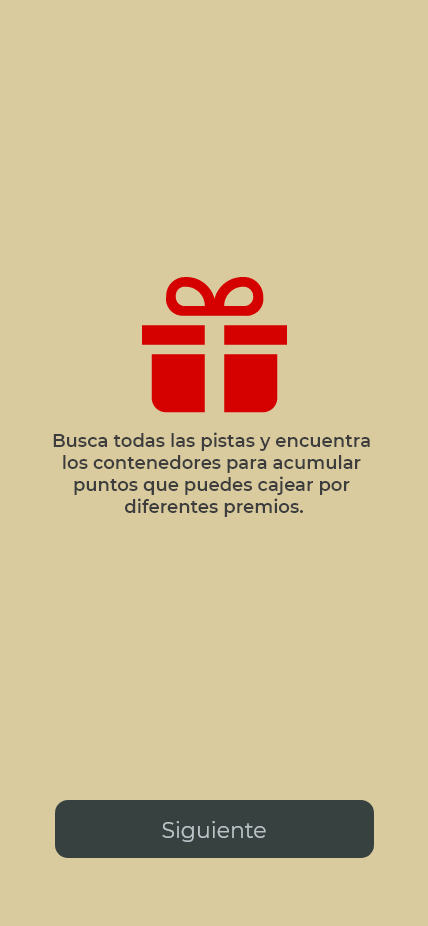 Busca todas las pistas y encuentra
los contenedores para acumular
puntos que puedes cajear por
diferentes premios.
Siguiente